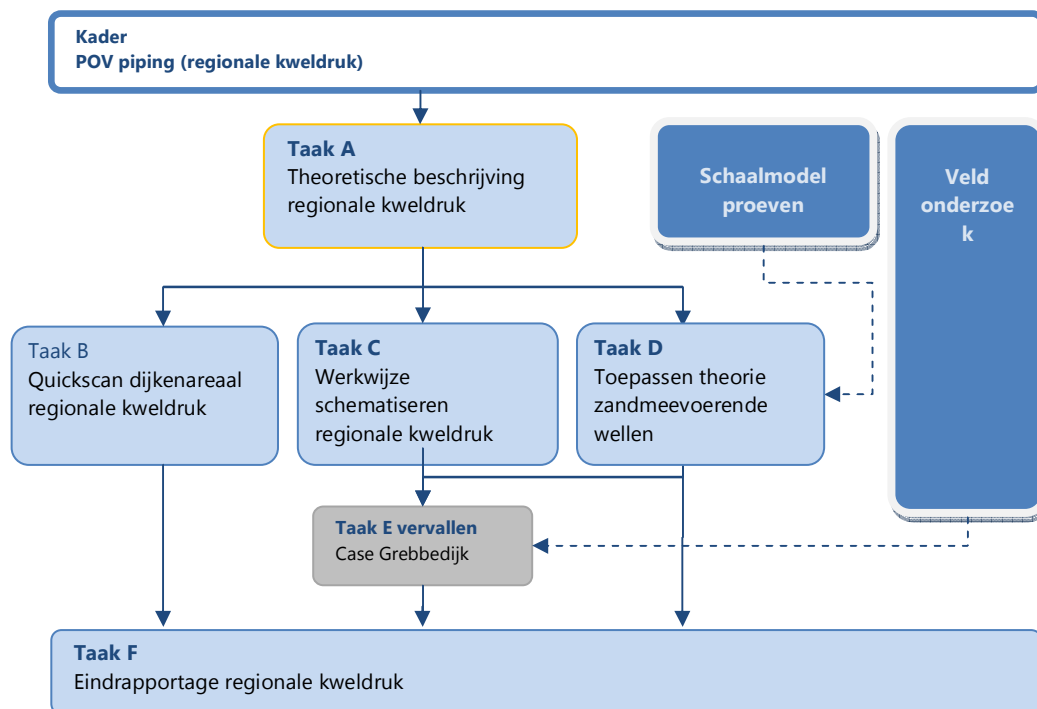 Kader
POV piping (regionale kweldruk)
Taak A
Theoretische beschrijving
regionale kweldruk
Schaalmodel
proeven
Veld
onderzoe
k
Taak B
Quickscan dijkenareaal
regionale kweldruk
Taak C
Werkwijze
schematiseren
regionale kweldruk
Taak D
Toepassen theorie
zandmeevoerende
wellen
Taak E vervallen
Case Grebbedijk
Taak F
Eindrapportage regionale kweldruk